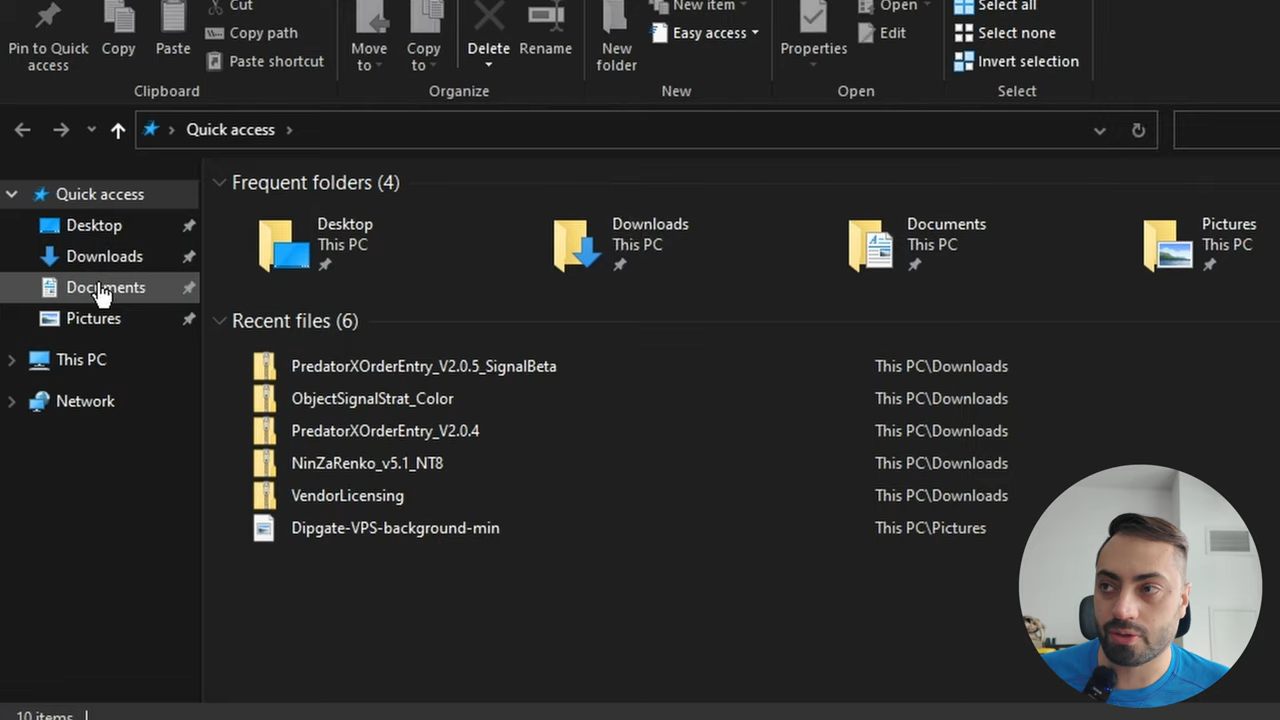 Cut
New item
Open
Select all
Copy path
Easy access
Edit
Select none
Pin to Quick access
Copy
Paste
Paste shortcut
Move to
Copy to
Delete
Rename
New folder
Properties
Invert selection
Clipboard
Organize
New
Open
Select
Quick access
Quick access
Desktop
Downloads
Documents
Pictures
This PC
Network
Frequent folders (4)
Desktop
This PC
Downloads
This PC
Documents
This PC
Pictures
This PC
Recent files (6)
PredatorXOrderEntry_V2.0.5_SignalBeta This PC\Downloads
ObjectSignalStrat_Color This PC\Downloads
PredatorXOrderEntry_V2.0.4 This PC\Downloads
NinZaRenko_v5.1_NT8 This PC\Downloads
VendorLicensing This PC\Downloads
Dipgate-VPS-background-min This PC\Pictures
10 items